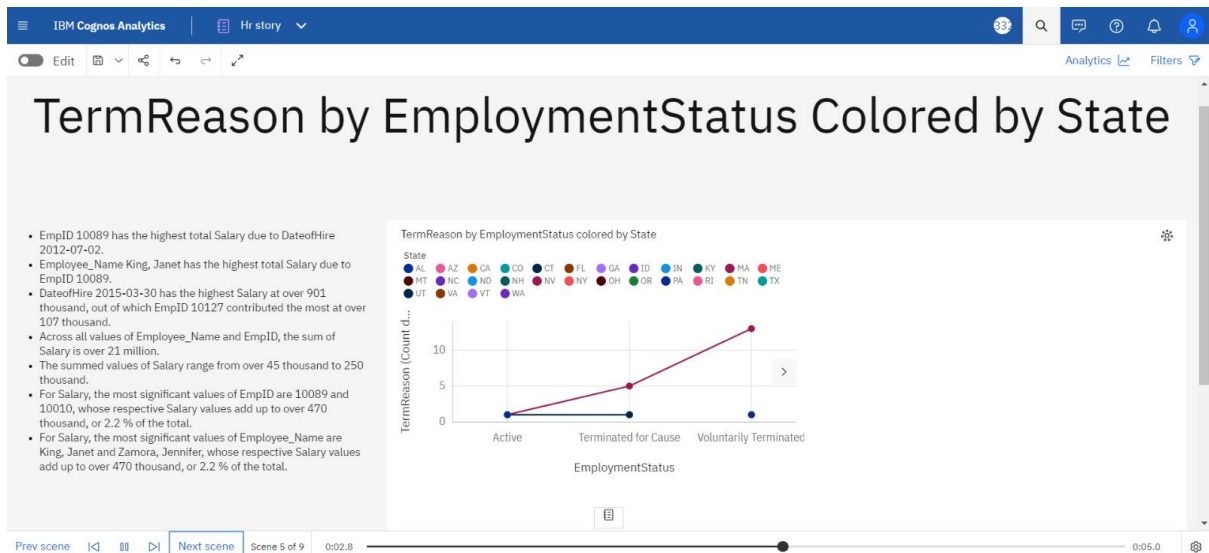 IBM Cognos Analytics
Hr story
Edit
Analytics
Filters
TermReason by EmploymentStatus Colored by State
• EmpID 10089 has the highest total Salary due to DateofHire
2012-07-02.
• Employee_Name King, Janet has the highest total Salary due to
EmpID 10089.
• DateofHire 2015-03-30 has the highest Salary at over 901
thousand, out of which EmpID 10127 contributed the most at over
107 thousand.
• Across all values of Employee_Name and EmpID, the sum of
Salary is over 21 million.
• The summed values of Salary range from over 45 thousand to 250
thousand.
• For Salary, the most significant values of EmpID are 10089 and
10010, whose respective Salary values add up to over 470
thousand, or 2.2 % of the total.
• For Salary, the most significant values of Employee_Name are
King, Janet and Zamora, Jennifer, whose respective Salary values
add up to over 470 thousand, or 2.2 % of the total.
TermReason by EmploymentStatus colored by State
State
AL AZ CA CO CT FL GA ID IN KY MA ME
MT NC ND NH NV NY OH OR PA RI TN TX
UT VA VT WA
TermReason (Count d...
10
5
0
Active Terminated for Cause Voluntarily Terminated
EmploymentStatus
Prev scene Next scene Scene 5 of 9 0:02.8 0:05.0